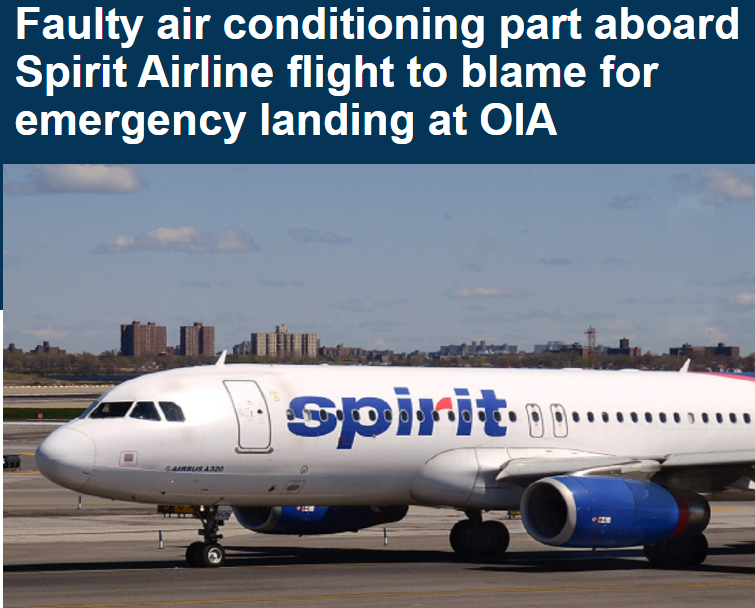 Faulty air conditioning part aboard
Spirit Airline flight to blame for
emergency landing at OIA
spirit
AIRBUS A320